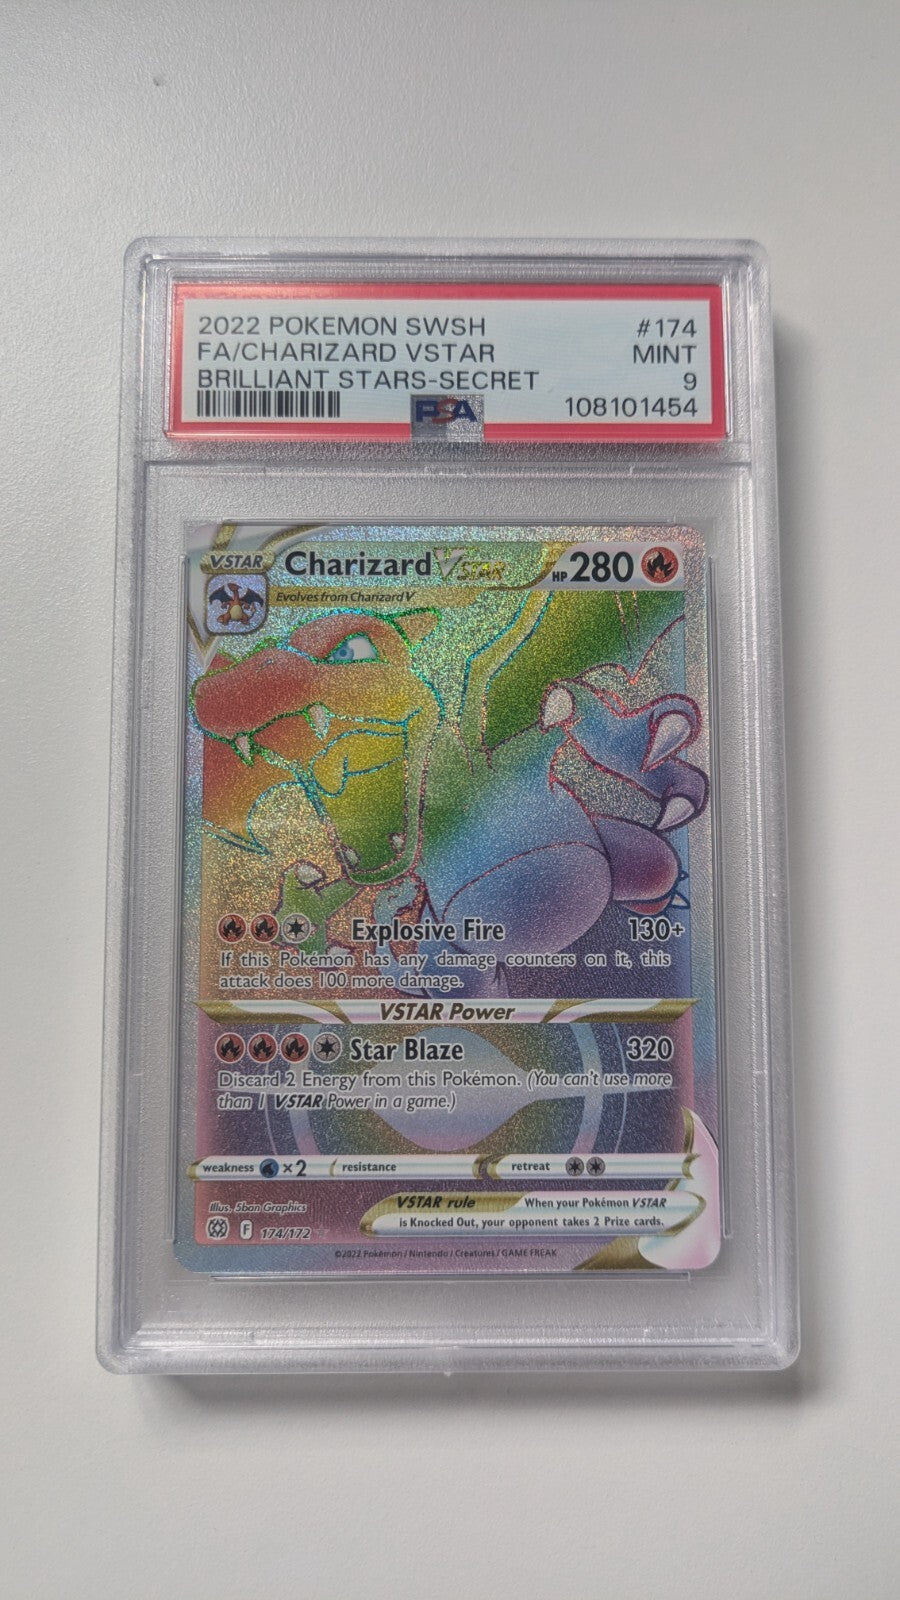 2022 POKEMON SWSH #174
FA/CHARIZARD VSTAR MINT
BRILLIANT STARS-SECRET 9
PSA 108101454
VSTAR Charizard VSTAR HP 280
Evolves from Charizard V
Explosive Fire 130+
If this Pokémon has any damage counters on it, this
attack does 100 more damage.
VSTAR Power
Star Blaze 320
Discard 2 Energy from this Pokémon. (You can't use more
than 1 VSTAR Power in a game.)
weakness ×2 resistance retreat
Illus. 5ban Graphics
VSTAR rule When your Pokémon VSTAR
is Knocked Out, your opponent takes 2 Prize cards.
F 174/172
©2022 Pokémon / Nintendo / Creatures / GAME FREAK